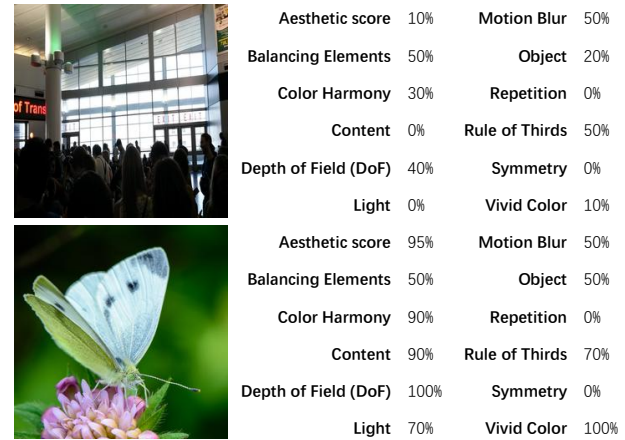 of Trans
Aesthetic score 10% Motion Blur 50%
Balancing Elements 50% Object 20%
Color Harmony 30% Repetition 0%
Content 0% Rule of Thirds 50%
Depth of Field (DoF) 40% Symmetry 0%
Light 0% Vivid Color 10%
Aesthetic score 95% Motion Blur 50%
Balancing Elements 50% Object 50%
Color Harmony 90% Repetition 0%
Content 90% Rule of Thirds 70%
Depth of Field (DoF) 100% Symmetry 0%
Light 70% Vivid Color 100%